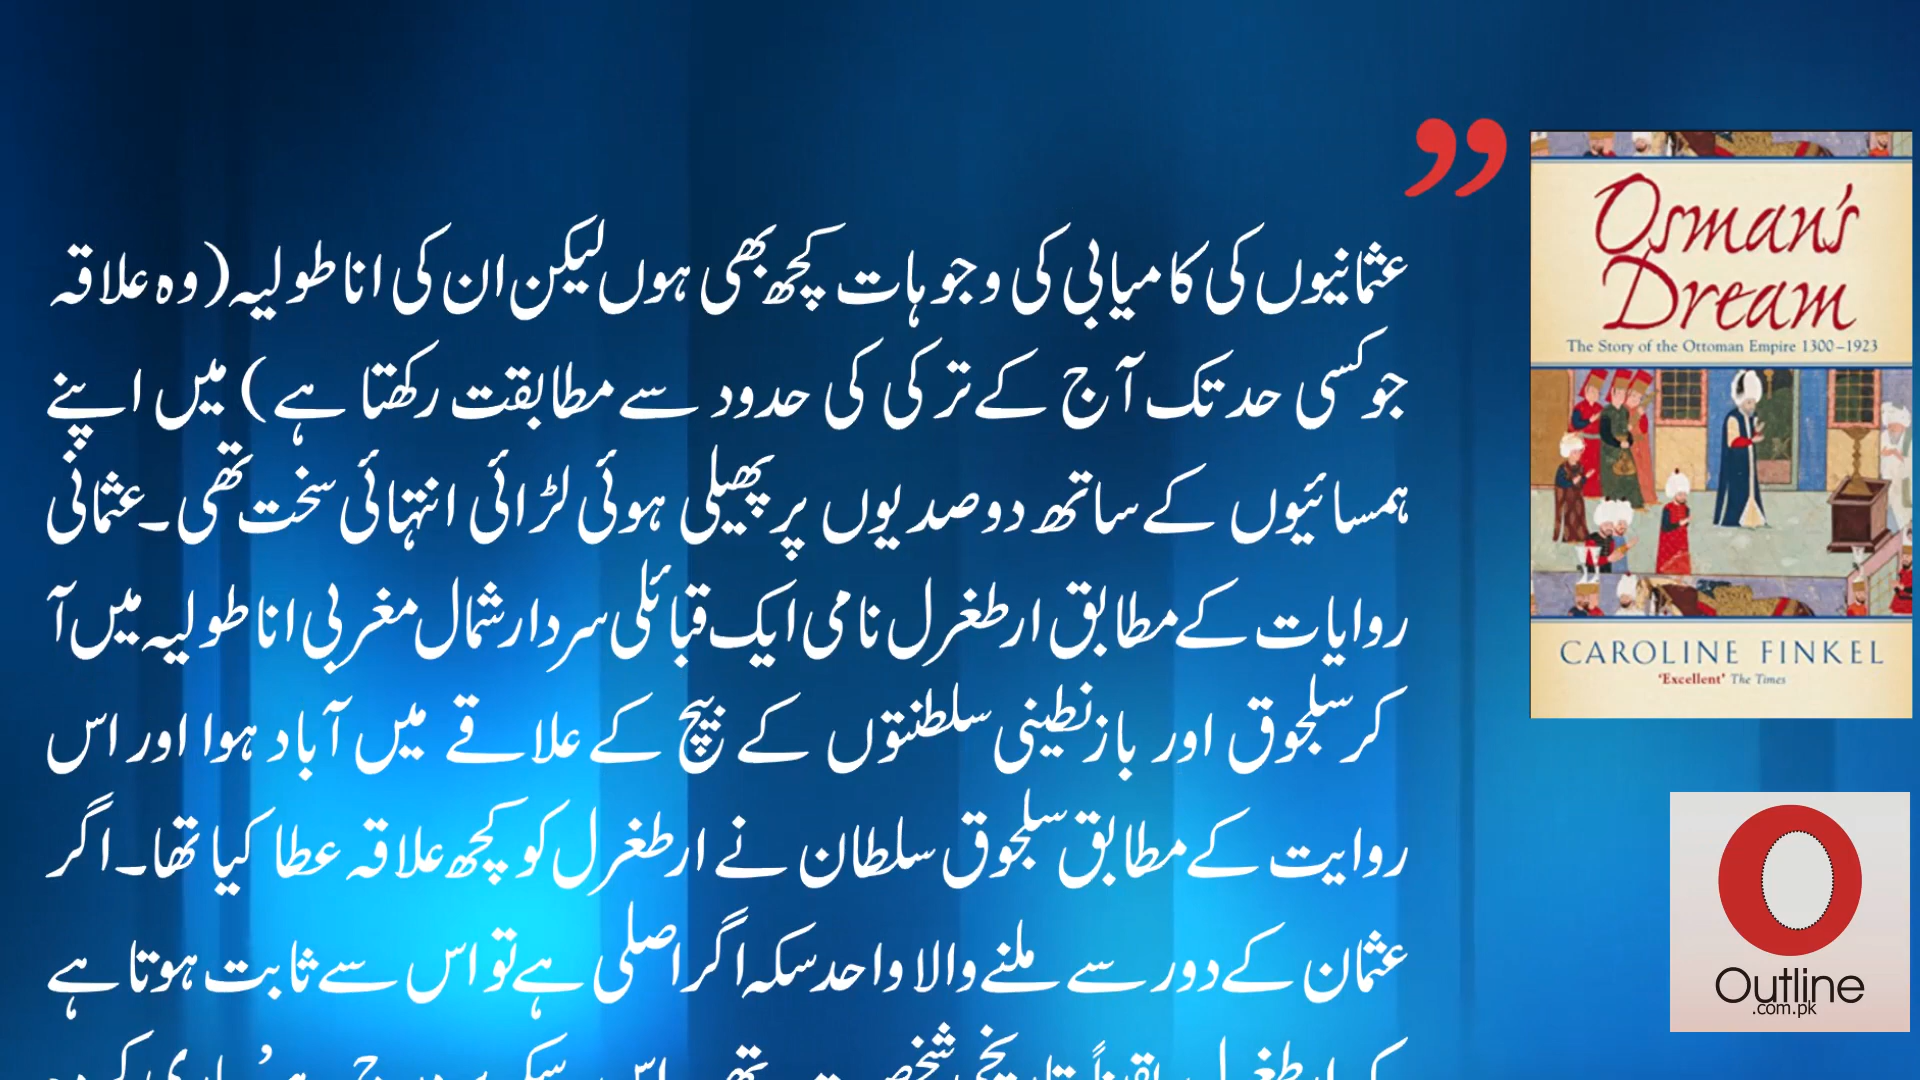 ”
عثمانیوں کی کامیابی کی وجوہات کچھ بھی ہوں لیکن ان کی اناطولیہ (وہ علاقہ
جو کسی حد تک آج کے ترکی کی حدود سے مطابقت رکھتا ہے) میں اپنے
ہمسائیوں کے ساتھ دو صدیوں پر پھیلی ہوئی لڑائی انتہائی سخت تھی۔ عثمانی
روایات کے مطابق ارطغرل نامی ایک قبائلی سردار شمال مغربی اناطولیہ میں آ
کر سلجوق اور بازنطینی سلطنتوں کے بیچ کے علاقے میں آباد ہوا اور اس
روایت کے مطابق سلجوق سلطان نے ارطغرل کو کچھ علاقہ عطا کیا تھا۔ اگر
عثمان کے دور سے ملنے والا واحد سکہ اگر اصلی ہے تو اس سے ثابت ہوتا ہے
Osman's
Dream
The Story of the Ottoman Empire 1300–1923
CAROLINE FINKEL
'Excellent' The Times
Outline
.com.pk